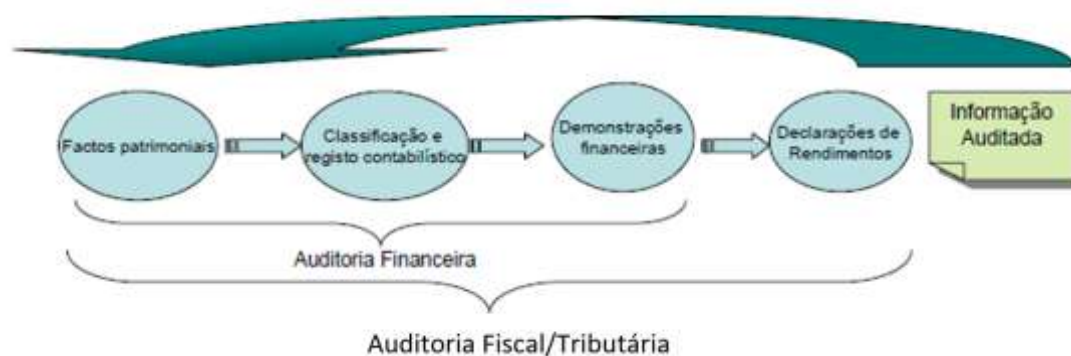 Factos patrimoniais
Classificação e
registo contabilístico
Demonstrações
financeiras
Declarações de
Rendimentos
Informação
Auditada
Auditoria Financeira
Auditoria Fiscal/Tributária